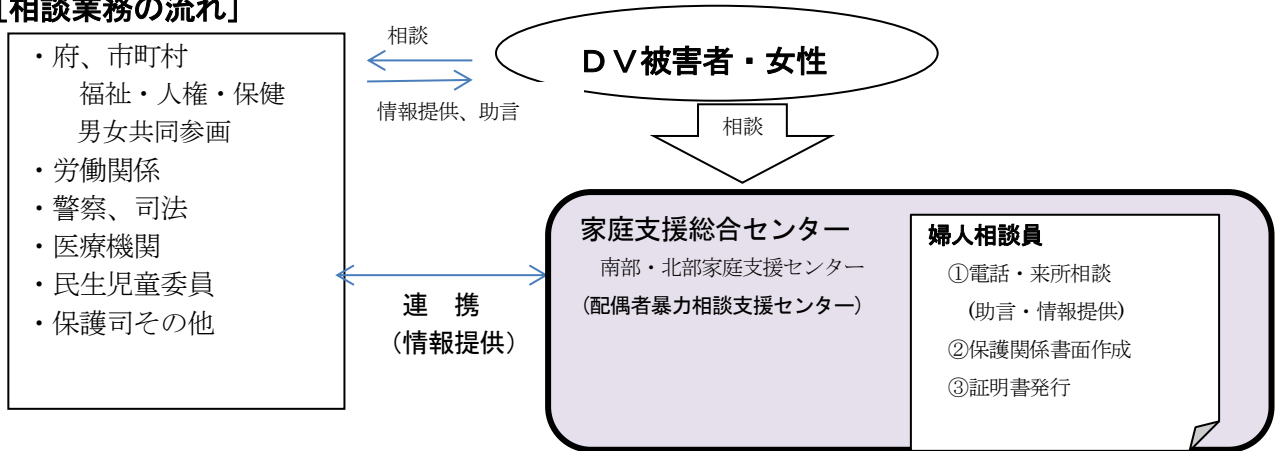 ［相談業務の流れ］
・府、市町村
福祉・人権・保健
男女共同参画
・労働関係
・警察、司法
・医療機関
・民生児童委員
・保護司その他
相談
情報提供、助言
ＤＶ被害者・女性
相談
連　携
（情報提供）
家庭支援総合センター
南部・北部家庭支援センター
（配偶者暴力相談支援センター）
婦人相談員
①電話・来所相談
(助言・情報提供)
②保護関係書面作成
③証明書発行